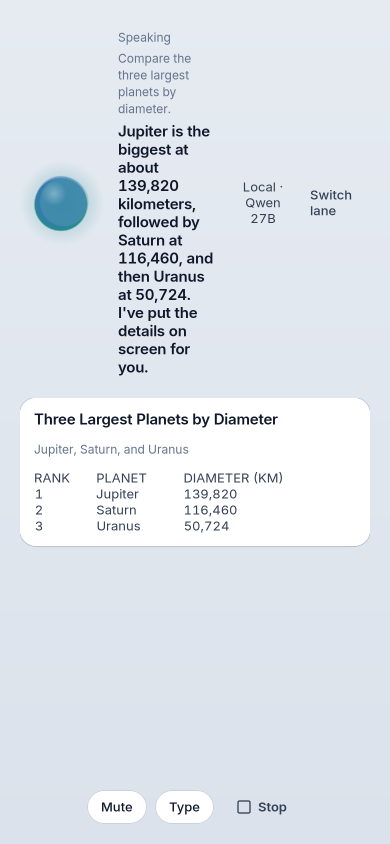 Speaking
Compare the
three largest
planets by
diameter.
Jupiter is the
biggest at
about
139,820
kilometers,
followed by
Saturn at
116,460, and
then Uranus
at 50,724.
I've put the
details on
screen for
you.
Local ·
Qwen
27B
Switch
lane
Three Largest Planets by Diameter
Jupiter, Saturn, and Uranus
RANK PLANET DIAMETER (KM)
1 Jupiter 139,820
2 Saturn 116,460
3 Uranus 50,724
Mute Type Stop